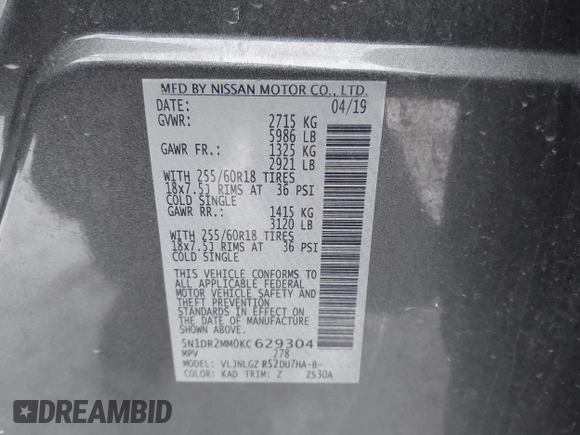 MFD BY NISSAN MOTOR CO., LTD.
DATE: 04/19
GVWR: 2715 KG
5986 LB
GAWR FR.: 1325 KG
2921 LB
WITH 255/60R18 TIRES
18x7.5J RIMS AT 36 PSI
COLD SINGLE
GAWR RR.: 1415 KG
3120 LB
WITH 255/60R18 TIRES
18x7.5J RIMS AT 36 PSI
COLD SINGLE
THIS VEHICLE CONFORMS TO
ALL APPLICABLE FEDERAL
MOTOR VEHICLE SAFETY AND
THEFT PREVENTION
STANDARDS IN EFFECT ON
THE DATE OF MANUFACTURE
SHOWN ABOVE.
5N1DR2MM0KC629304
MPV 278
MODEL: VLJNLGZ R52DU7HA-B-
COLOR: KAD TRIM: Z ZS30A
DREAMBID